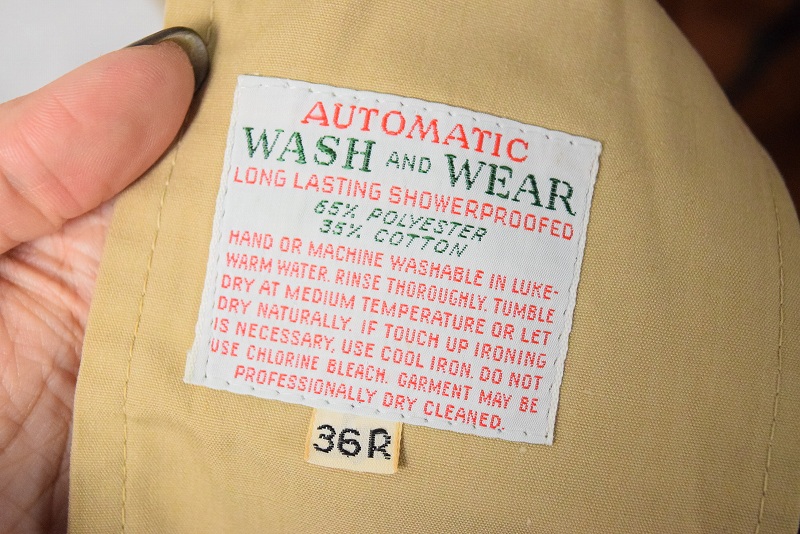 AUTOMATIC
WASH AND WEAR
LONG LASTING SHOWERPROOFED
65% POLYESTER
35% COTTON
HAND OR MACHINE WASHABLE IN LUKE-
WARM WATER. RINSE THOROUGHLY. TUMBLE
DRY AT MEDIUM TEMPERATURE OR LET
DRY NATURALLY. IF TOUCH UP IRONING
IS NECESSARY, USE COOL IRON. DO NOT
USE CHLORINE BLEACH. GARMENT MAY BE
PROFESSIONALLY DRY CLEANED.
36R